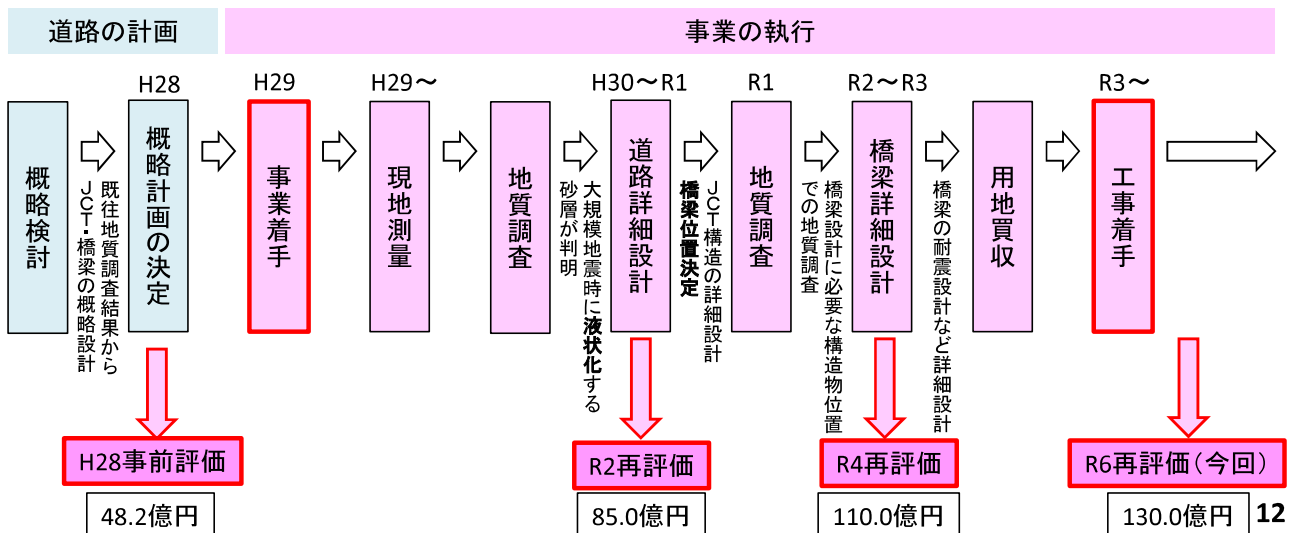 道路の計画
事業の執行
H28
H29
H29～
H30～R1
R1
R2～R3
R3～
概略検討
既往地質調査結果から
JCT・橋梁の概略設計
概略計画の決定
事業着手
現地測量
地質調査
大規模地震時に液状化する
砂層が判明
道路詳細設計
JCT構造の詳細設計
橋梁位置決定
地質調査
橋梁設計に必要な構造物位置
での地質調査
橋梁詳細設計
橋梁の耐震設計など詳細設計
用地買収
工事着手
H28事前評価
R2再評価
R4再評価
R6再評価（今回）
48.2億円
85.0億円
110.0億円
130.0億円
12